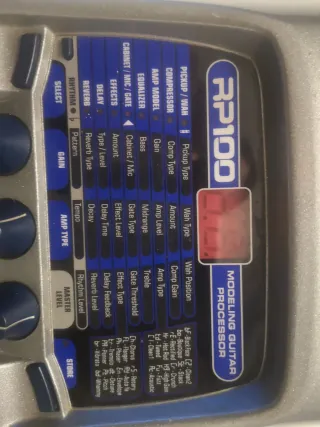 RP100
MODELING GUITAR
PROCESSOR
PICKUP / WAH Pickup Type Wah Type Wah Position
COMPRESSOR Comp Type Amount Comp Gain
AMP MODEL Gain Amp Level Amp Type
EQUALIZER Bass Midrange Treble
CABINET / MIC / GATE Cabinet / Mic Gate Type Gate Threshold
EFFECTS Amount Effect Level Effect Type
DELAY Type / Level Delay Time Delay Feedback
REVERB Reverb Type Decay Reverb Level
RHYTHM Pattern Tempo Rhythm Level
SELECT GAIN AMP TYPE MASTER LEVEL STORE